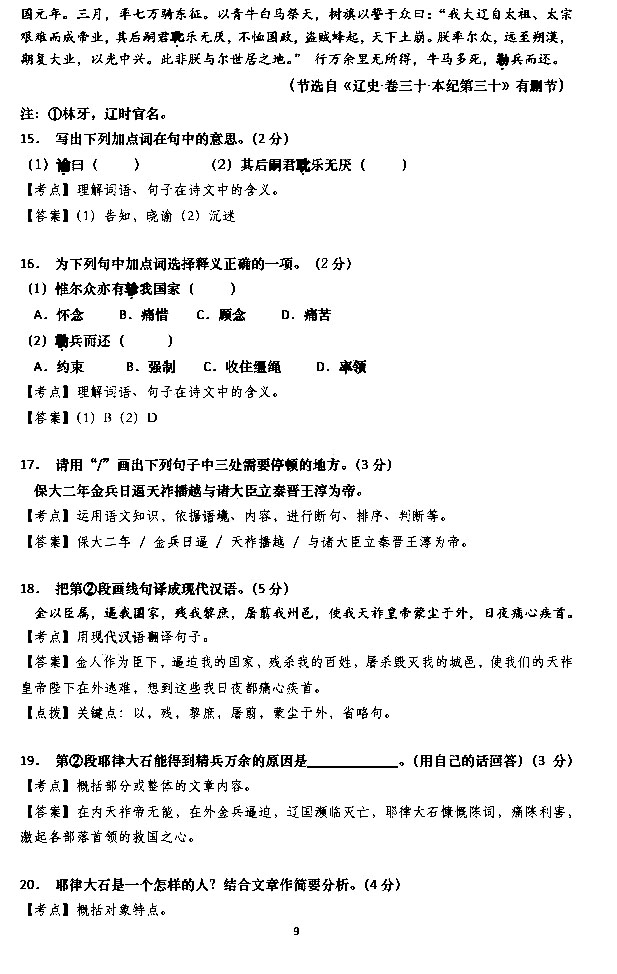 国元年。三月，率七万骑东征。以青牛白马祭天，树旗以誓于众曰：“我大辽自太祖、太宗
艰难而成帝业，其后嗣君耽乐无厌，不恤国政，盗贼蜂起，天下土崩。朕率尔众，远至朔漠，
期复大业，以光中兴。此非朕与尔世居之地。” 行万余里无所得，牛马多死，勒兵而还。
（节选自《辽史·卷三十·本纪第三十》有删节）
注：①林牙，辽时官名。
15． 写出下列加点词在句中的意思。（2 分）
（1）谕曰（ ） （2）其后嗣君耽乐无厌（ ）
【考点】理解词语、句子在诗文中的含义。
【答案】（1）告知，晓谕（2）沉迷
16． 为下列句中加点词选择释义正确的一项。（2 分）
（1）惟尔众亦有轸我国家（ ）
A．怀念 B．痛惜 C．顾念 D．痛苦
（2）勒兵而还（ ）
A．约束 B．强制 C．收住缰绳 D．率领
【考点】理解词语、句子在诗文中的含义。
【答案】（1）B（2）D
17． 请用“/”画出下列句子中三处需要停顿的地方。（3 分）
保大二年金兵日逼天祚播越与诸大臣立秦晋王淳为帝。
【考点】运用语文知识，依据语境、内容，进行断句、排序、判断等。
【答案】保大二年 / 金兵日逼 / 天祚播越 / 与诸大臣立秦晋王淳为帝。
18． 把第②段画线句译成现代汉语。（5 分）
金以臣属，逼我国家，残我黎庶，屠翦我州邑，使我天祚皇帝蒙尘于外，日夜痛心疾首。
【考点】用现代汉语翻译句子。
【答案】金人作为臣下，逼迫我的国家，残杀我的百姓，屠杀毁灭我的城邑，使我们的天祚
皇帝陛下在外逃难，想到这些我日夜都痛心疾首。
【点拨】关键点：以，残，黎庶，屠翦，蒙尘于外，省略句。
19． 第②段耶律大石能得到精兵万余的原因是____________。（用自己的话回答）（3 分）
【考点】概括部分或整体的文章内容。
【答案】在内天祚帝无能，在外金兵逼迫，辽国濒临灭亡，耶律大石慷慨陈词，痛陈利害，
激起各部落首领的救国之心。
20． 耶律大石是一个怎样的人？结合文章作简要分析。（4 分）
【考点】概括对象特点。
9